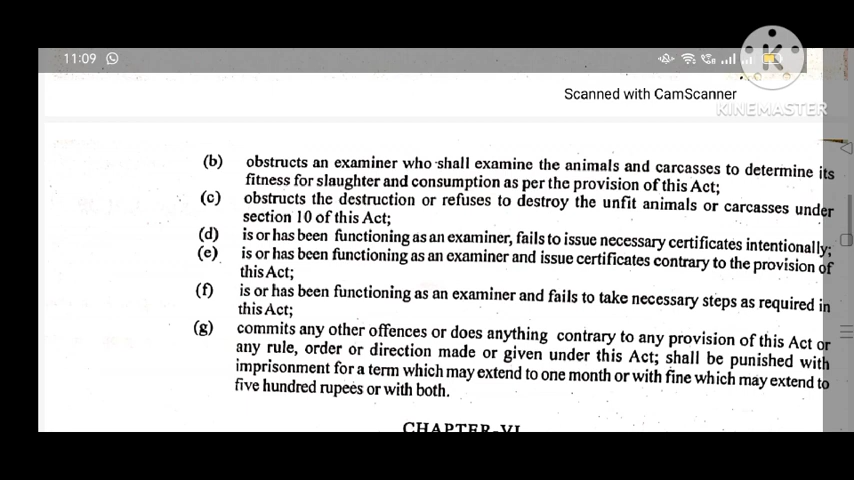 11:09
KINEMASTER
Scanned with CamScanner
(b) obstructs an examiner who shall examine the animals and carcasses to determine its
fitness for slaughter and consumption as per the provision of this Act;
(c) obstructs the destruction or refuses to destroy the unfit animals or carcasses under
section 10 of this Act;
(d) is or has been functioning as an examiner, fails to issue necessary certificates intentionally;
(e) is or has been functioning as an examiner and issue certificates contrary to the provision of
this Act;
(f) is or has been functioning as an examiner and fails to take necessary steps as required in
this Act;
(g) commits any other offences or does anything contrary to any provision of this Act or
any rule, order or direction made or given under this Act; shall be punished with
imprisonment for a term which may extend to one month or with fine which may extend to
five hundred rupees or with both.
CHAPTER-VI